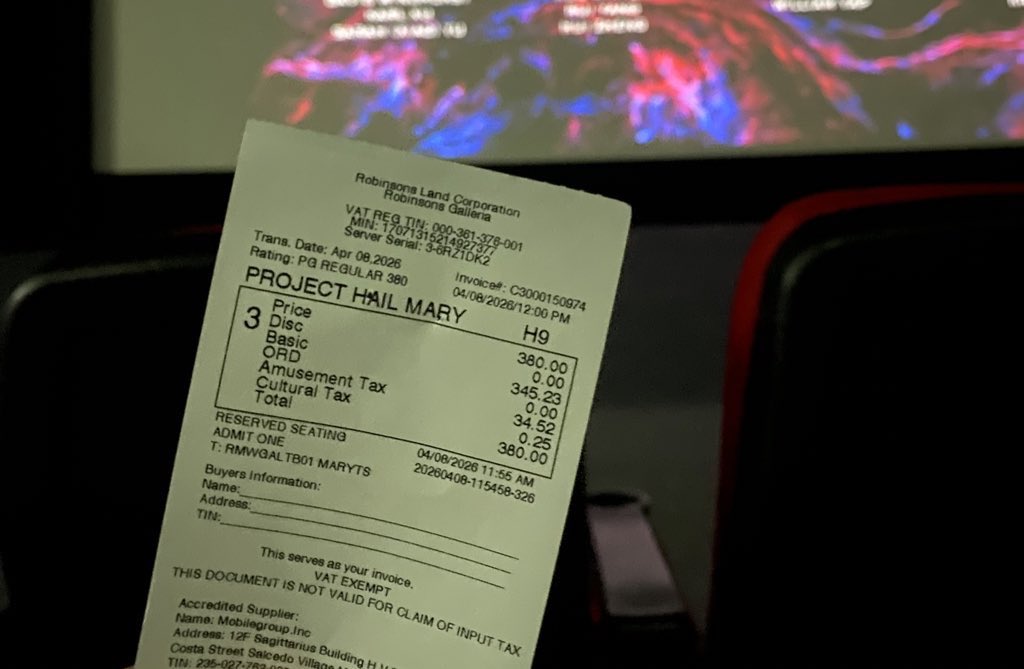 Robinsons Land Corporation
Robinsons Galleria
VAT REG TIN: 000-361-376-001
MIN: 17071315214927377
Server Serial: 3-6RZ1DK2
Trans. Date: Apr 08,2026
Invoice#: C3000150974
Rating: PG REGULAR 380
04/08/2026/12:00 PM
PROJECT HAIL MARY H9
3
Price 380.00
Disc 0.00
Basic 345.23
ORD 0.00
Amusement Tax 34.52
Cultural Tax 0.25
Total 380.00
RESERVED SEATING
ADMIT ONE 04/08/2026 11:55 AM
T: RMWGALTB01 MARYTS 20260408-115458-326
Buyers Information:
Name:
Address:
TIN:
This serves as your invoice.
VAT EXEMPT
THIS DOCUMENT IS NOT VALID FOR CLAIM OF INPUT TAX
Accredited Supplier:
Name: Mobilegroup.Inc
Address: 12F Sagittarius Building H.V
Costa Street Salcedo Village
TIN: 235-027-763